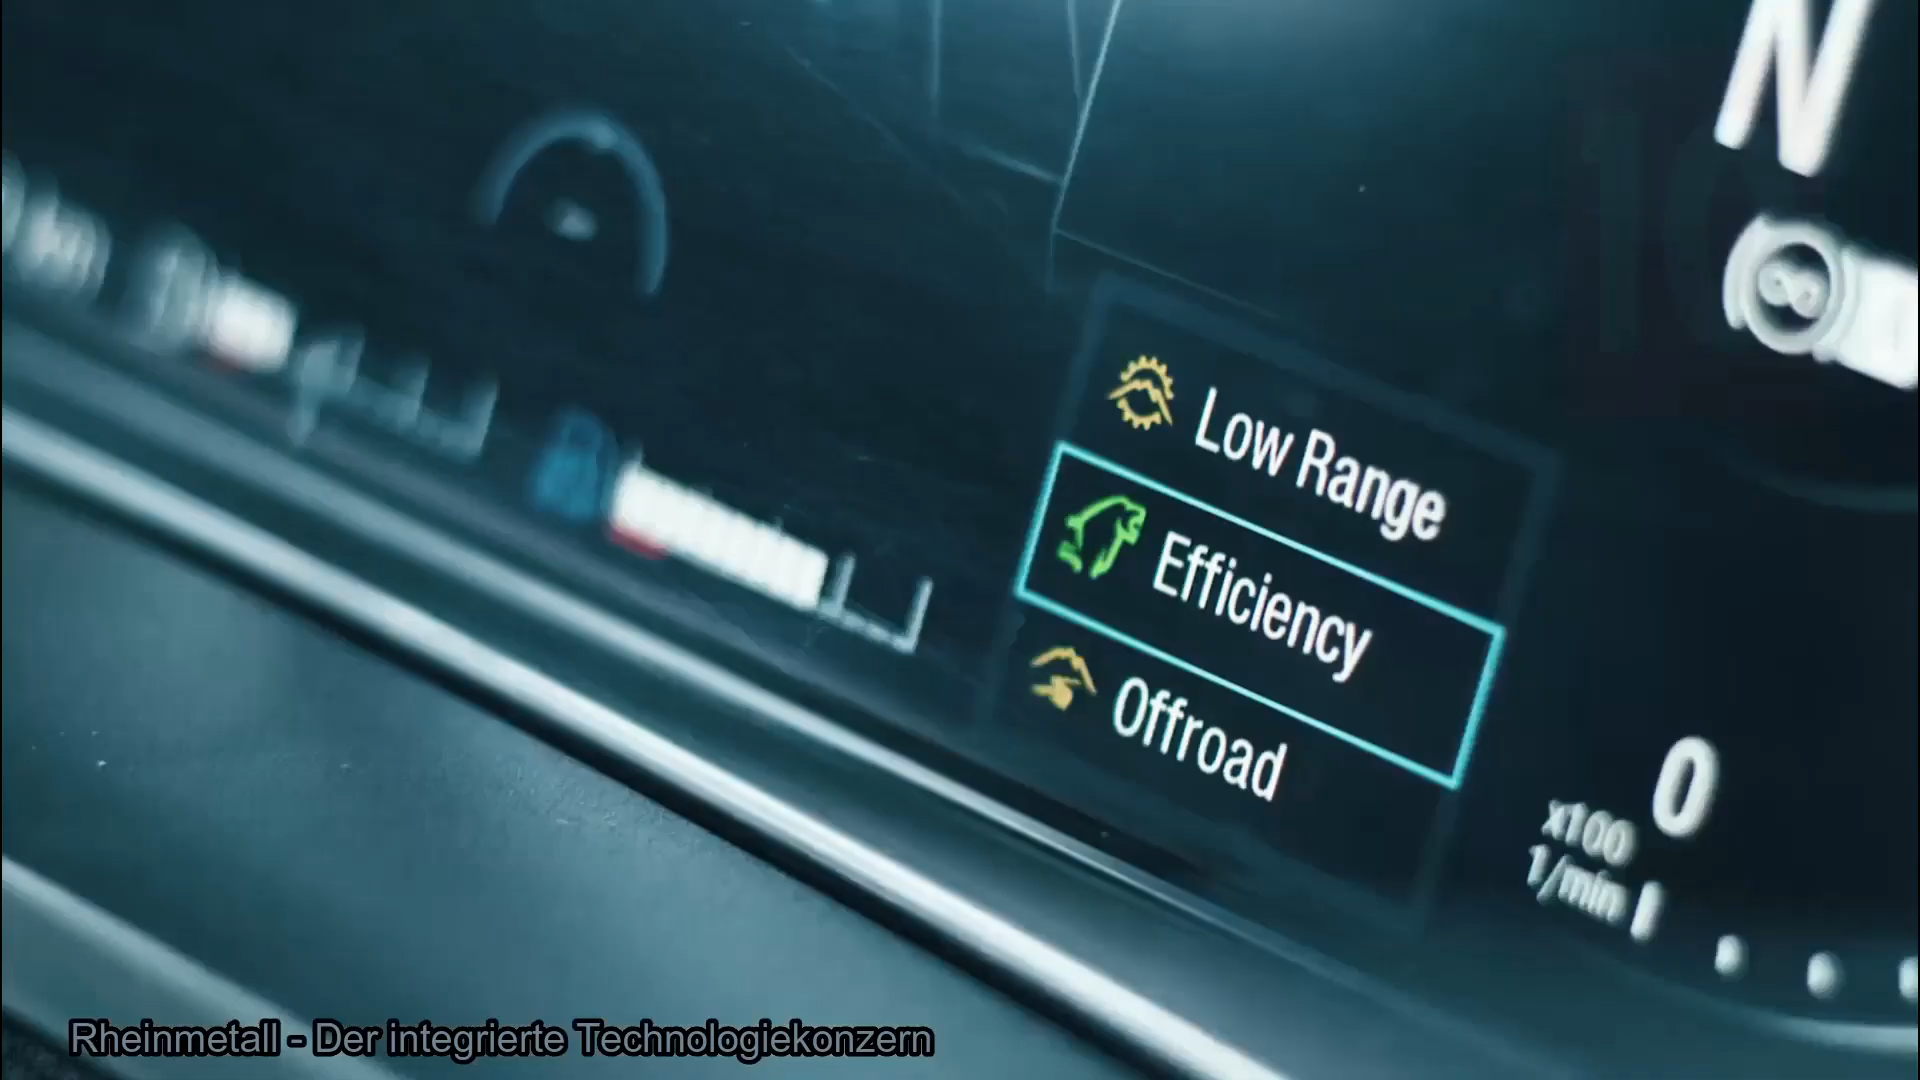 N
Low Range
Efficiency
Offroad
0
x100
1/min
Rheinmetall - Der integrierte Technologiekonzern